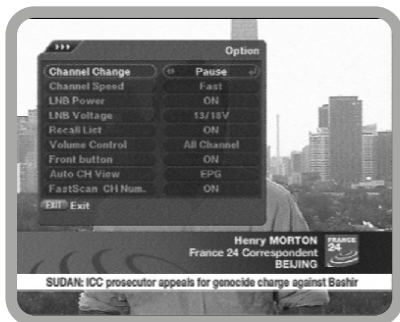 Option
Channel Change Pause
Channel Speed Fast
LNB Power ON
LNB Voltage 13/18V
Recall List ON
Volume Control All Channel
Front button ON
Auto CH View EPG
FastScan CH Num. ON
EXIT Exit
Henry MORTON
France 24 Correspondent
BEIJING
FRANCE
24
SUDAN: ICC prosecutor appeals for genocide charge against Bashir